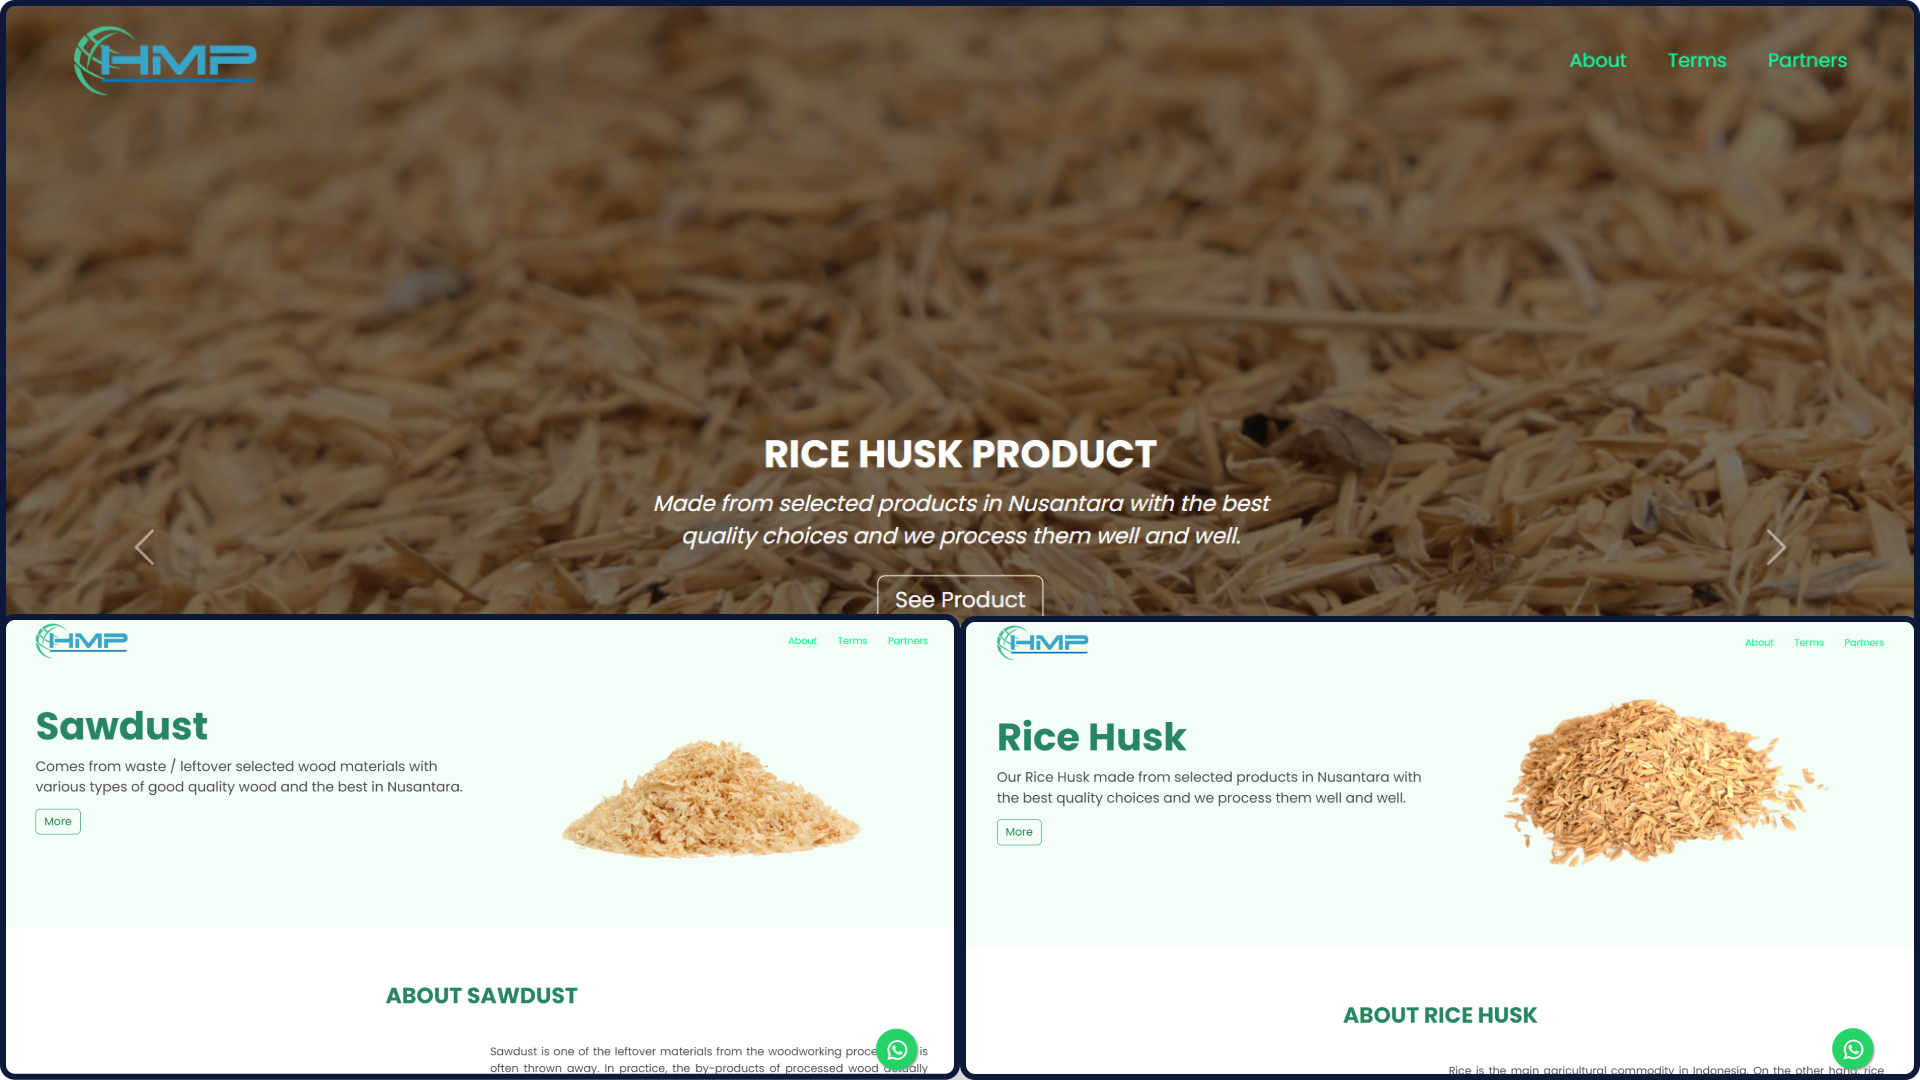 HMP
About Terms Partners
RICE HUSK PRODUCT
Made from selected products in Nusantara with the best
quality choices and we process them well and well.
See Product
HMP
About Terms Partners
Sawdust
Comes from waste / leftover selected wood materials with
various types of good quality wood and the best in Nusantara.
More
ABOUT SAWDUST
Sawdust is one of the leftover materials from the woodworking is
often thrown away. In practice, the by-products of processed wood
HMP
About Terms Partners
Rice Husk
Our Rice Husk made from selected products in Nusantara with
the best quality choices and we process them well and well.
More
ABOUT RICE HUSK
Rice is the main agricultural commodity in Indonesia. On the other hand, rice